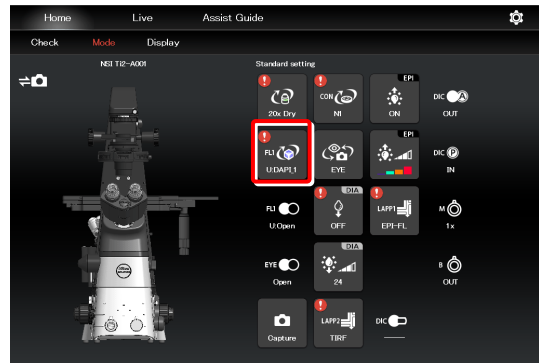 Home Live Assist Guide
Check Mode Display
NSI Ti2-A001
Standard setting
20x Dry
CON
N1
EPI
ON
DIC A
OUT
FL1
U:DAPI_1
EYE
EPI
DIC P
IN
FL1
U:Open
DIA
OFF
LAPP1
EPI-FL
M
1x
EYE
Open
DIA
24
B
OUT
Capture
LAPP2
TIRF
DIC